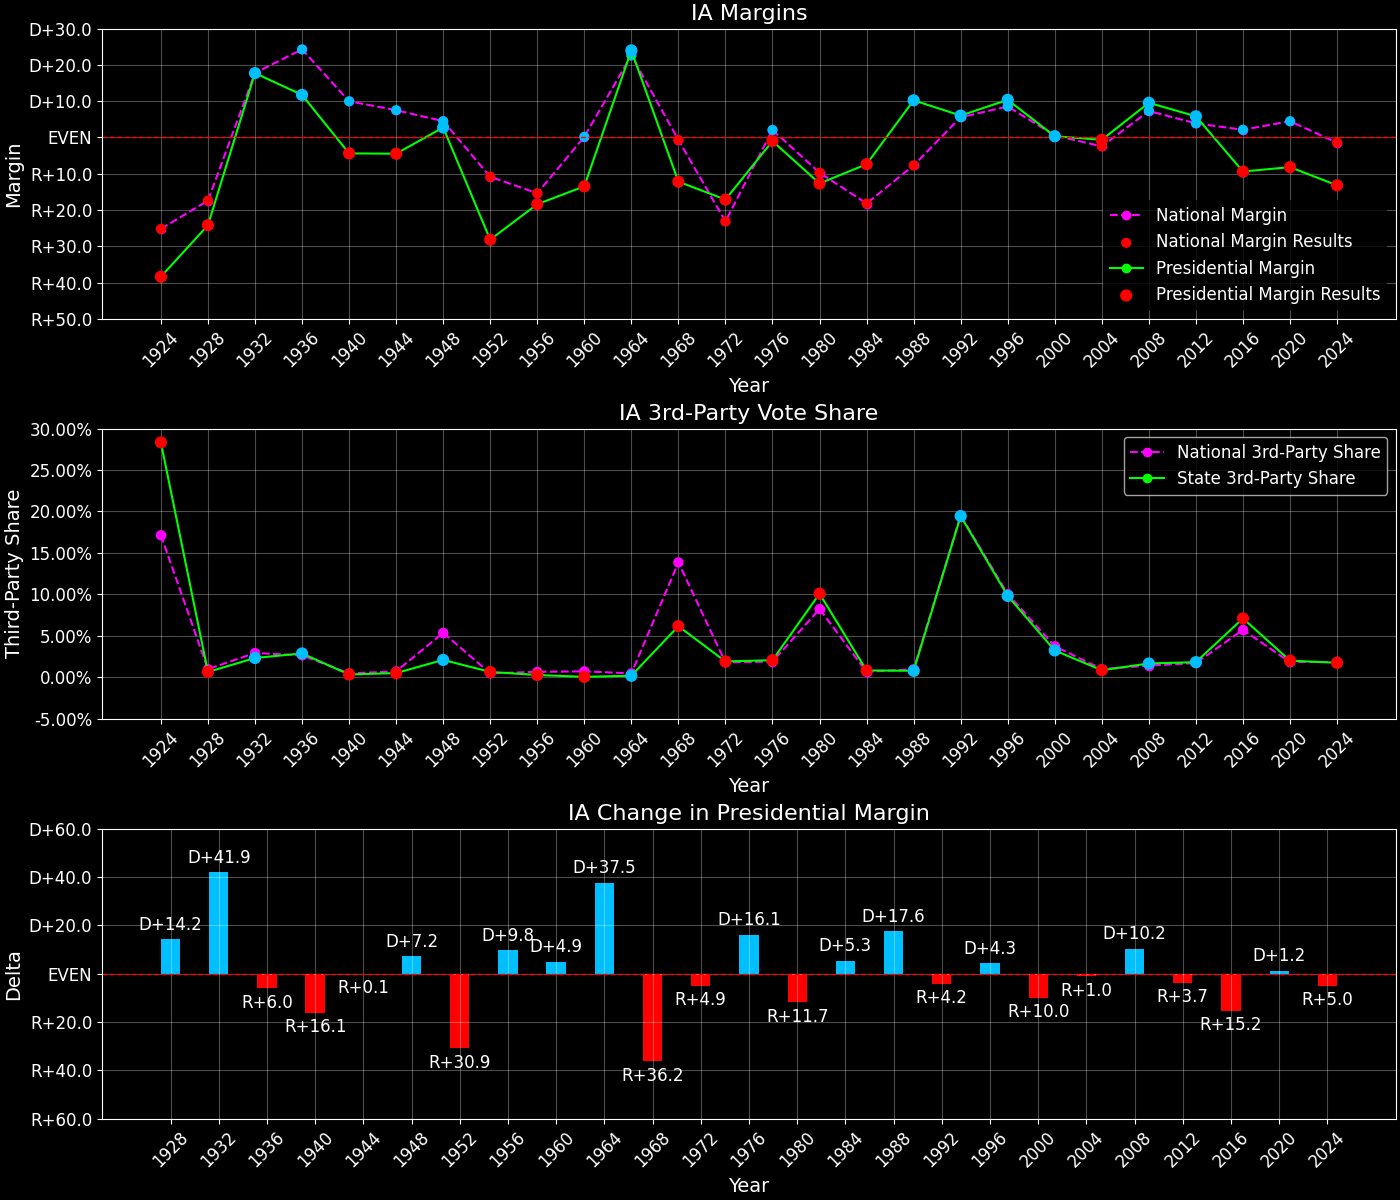 IA Margins
D+30.0
D+20.0
D+10.0
EVEN
R+10.0
R+20.0
R+30.0
R+40.0
R+50.0
Margin
National Margin
National Margin Results
Presidential Margin
Presidential Margin Results
1924 1928 1932 1936 1940 1944 1948 1952 1956 1960 1964 1968 1972 1976 1980 1984 1988 1992 1996 2000 2004 2008 2012 2016 2020 2024
Year
IA 3rd-Party Vote Share
30.00%
25.00%
20.00%
15.00%
10.00%
5.00%
0.00%
-5.00%
Third-Party Share
National 3rd-Party Share
State 3rd-Party Share
1924 1928 1932 1936 1940 1944 1948 1952 1956 1960 1964 1968 1972 1976 1980 1984 1988 1992 1996 2000 2004 2008 2012 2016 2020 2024
Year
IA Change in Presidential Margin
D+60.0
D+40.0
D+20.0
EVEN
R+20.0
R+40.0
R+60.0
Delta
D+14.2
D+41.9
R+6.0
R+16.1
R+0.1
D+7.2
R+30.9
D+9.8
D+4.9
D+37.5
R+36.2
R+4.9
D+16.1
R+11.7
D+5.3
D+17.6
R+4.2
D+4.3
R+10.0
R+1.0
D+10.2
R+3.7
R+15.2
D+1.2
R+5.0
1928 1932 1936 1940 1944 1948 1952 1956 1960 1964 1968 1972 1976 1980 1984 1988 1992 1996 2000 2004 2008 2012 2016 2020 2024
Year